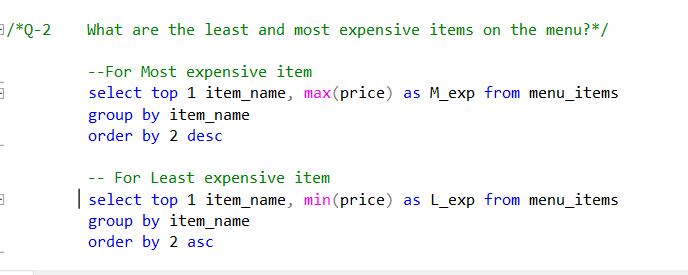 /*Q-2    What are the least and most expensive items on the menu?*/
--For Most expensive item
select top 1 item_name, max(price) as M_exp from menu_items
group by item_name
order by 2 desc
-- For Least expensive item
select top 1 item_name, min(price) as L_exp from menu_items
group by item_name
order by 2 asc